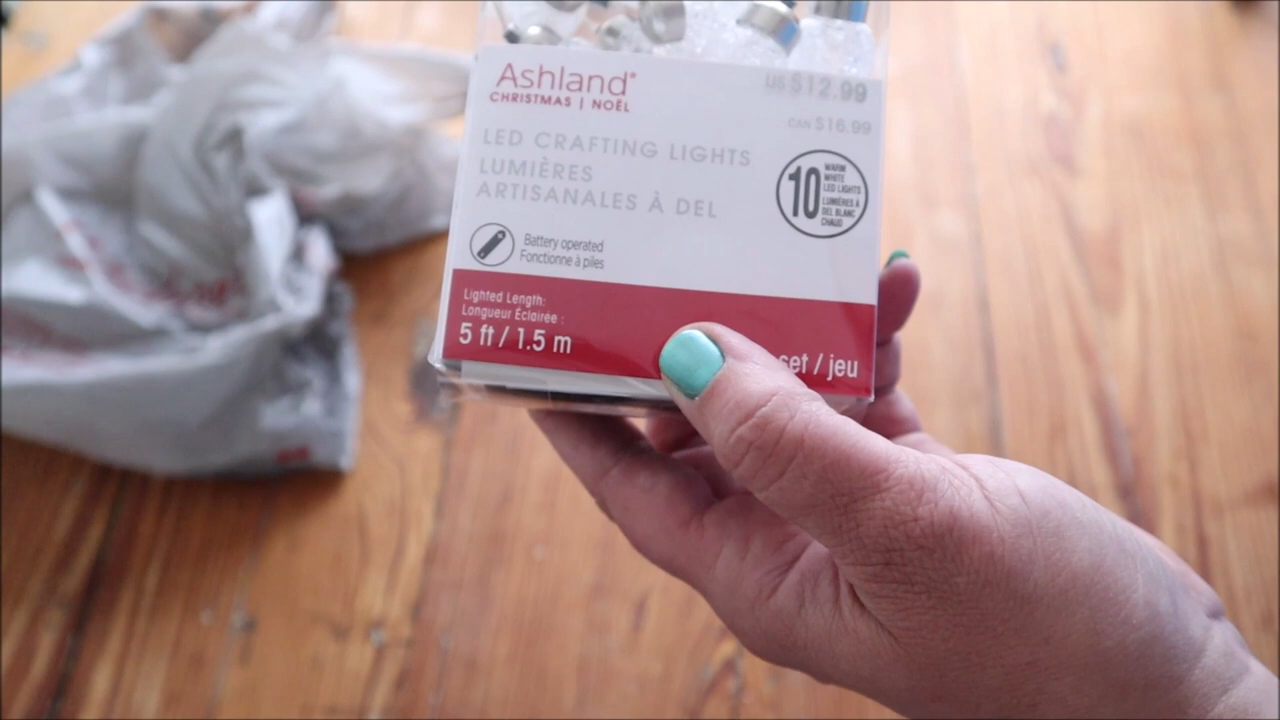 Ashland®
CHRISTMAS | NOËL
US $12.99
CAN $16.99
LED CRAFTING LIGHTS
LUMIÈRES
ARTISANALES À DEL
10
WARM
WHITE
LED LIGHTS
LUMIÈRES À
DEL BLANC
CHAUD
Battery operated
Fonctionne à piles
Lighted Length:
Longueur Éclairée :
5 ft / 1.5 m
set / jeu